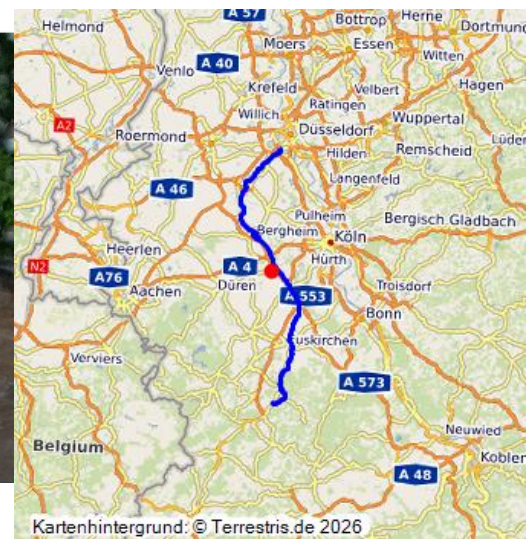 A 57
Helmond
Bottrop
Herne
Dortmund
Moers
Essen
Witten
A 40
Venlo
Krefeld
Velbert
Hagen
Ratingen
Willich
A2
Roermond
Düsseldorf
Wuppertal
Lüder
Hilden
Remscheid
A 46
Langenfeld
Pulheim
Bergheim
Bergisch Gladbach
Köln
Heerlen
A 4
Hürth
N2
A76
Düren
Aachen
A 553
Troisdorf
Bonn
Verviers
Euskirchen
A 573
Belgium
Neuwied
Koblen
A 48
Kartenhintergrund: © Terrestris.de 2026